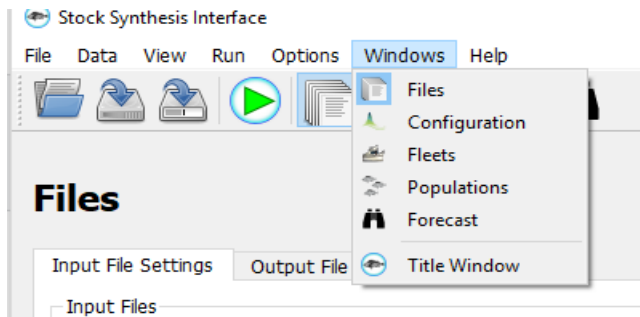 Stock Synthesis Interface
File Data View Run Options Windows Help
Files
Configuration
Fleets
Populations
Forecast
Title Window
Files
Input File Settings Output File
Input Files